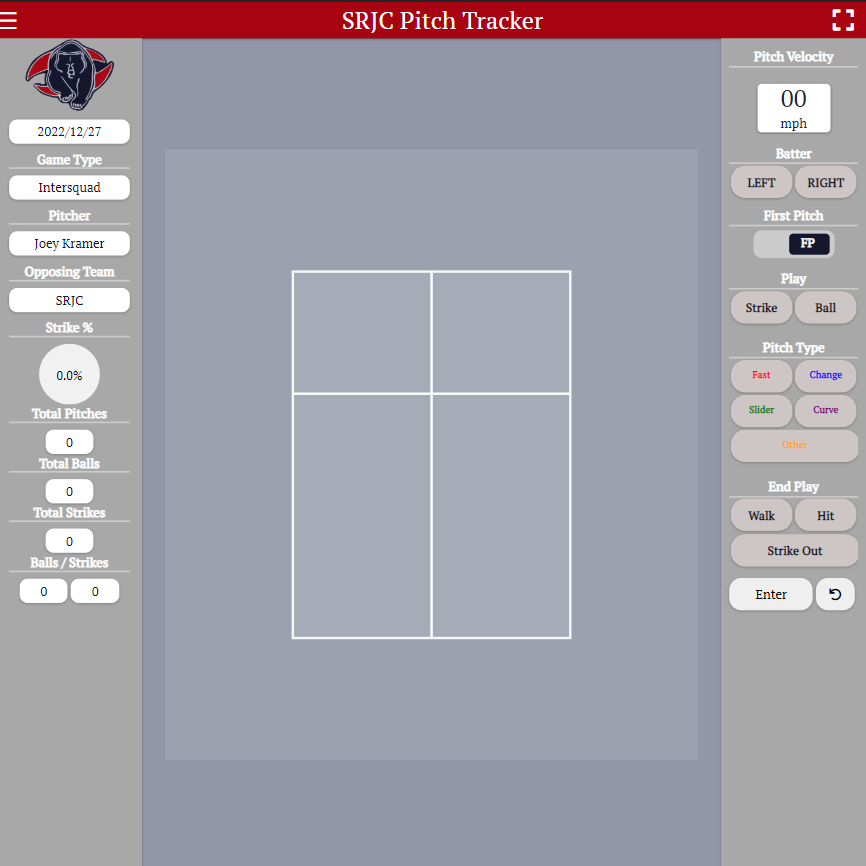 SRJC Pitch Tracker
2022/12/27
Game Type
Intersquad
Pitcher
Joey Kramer
Opposing Team
SRJC
Strike %
0.0%
Total Pitches
0
Total Balls
0
Total Strikes
0
Balls / Strikes
0 0
Pitch Velocity
00
mph
Batter
LEFT RIGHT
First Pitch
FP
Play
Strike Ball
Pitch Type
Fast Change
Slider Curve
Other
End Play
Walk Hit
Strike Out
Enter